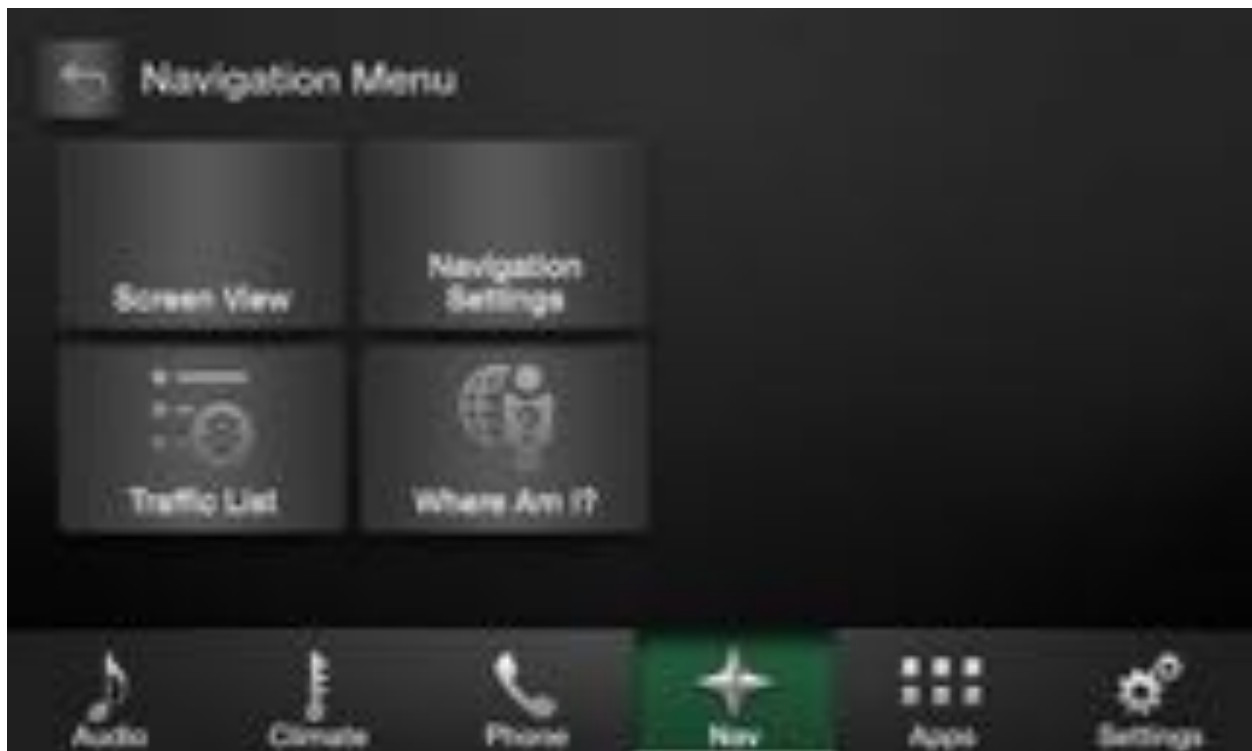 Navigation Menu
Screen View
Navigation
Settings
Traffic List
Where Am I?
Audio
Climate
Phone
Nav
Apps
Settings